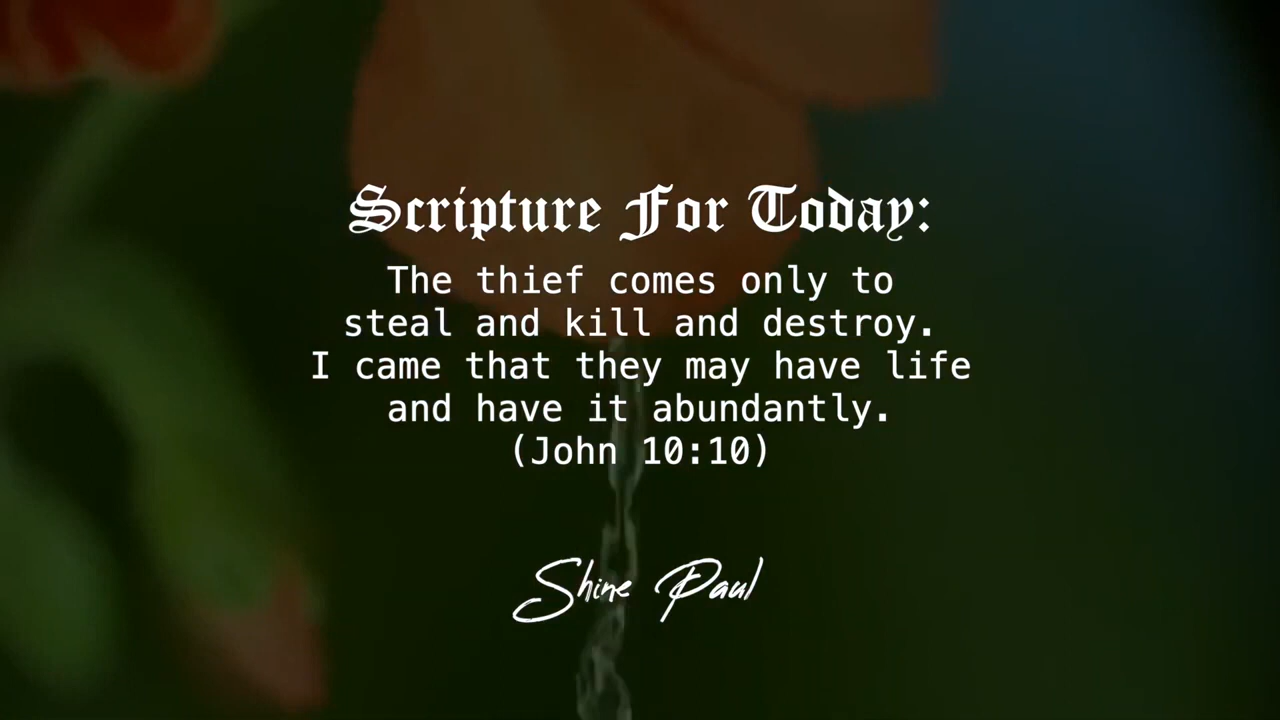 Scripture For Today:
The thief comes only to
steal and kill and destroy.
I came that they may have life
and have it abundantly.
(John 10:10)
Shine Paul